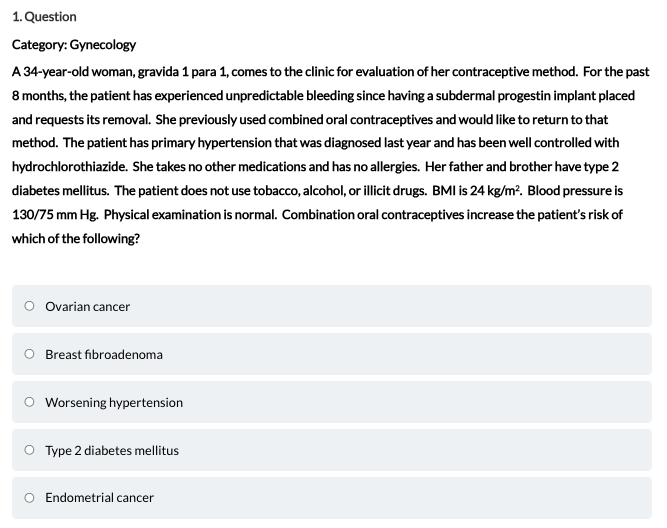 1. Question
Category: Gynecology
A 34-year-old woman, gravida 1 para 1, comes to the clinic for evaluation of her contraceptive method. For the past
8 months, the patient has experienced unpredictable bleeding since having a subdermal progestin implant placed
and requests its removal. She previously used combined oral contraceptives and would like to return to that
method. The patient has primary hypertension that was diagnosed last year and has been well controlled with
hydrochlorothiazide. She takes no other medications and has no allergies. Her father and brother have type 2
diabetes mellitus. The patient does not use tobacco, alcohol, or illicit drugs. BMI is 24 kg/m². Blood pressure is
130/75 mm Hg. Physical examination is normal. Combination oral contraceptives increase the patient's risk of
which of the following?
Ovarian cancer
Breast fibroadenoma
Worsening hypertension
Type 2 diabetes mellitus
Endometrial cancer